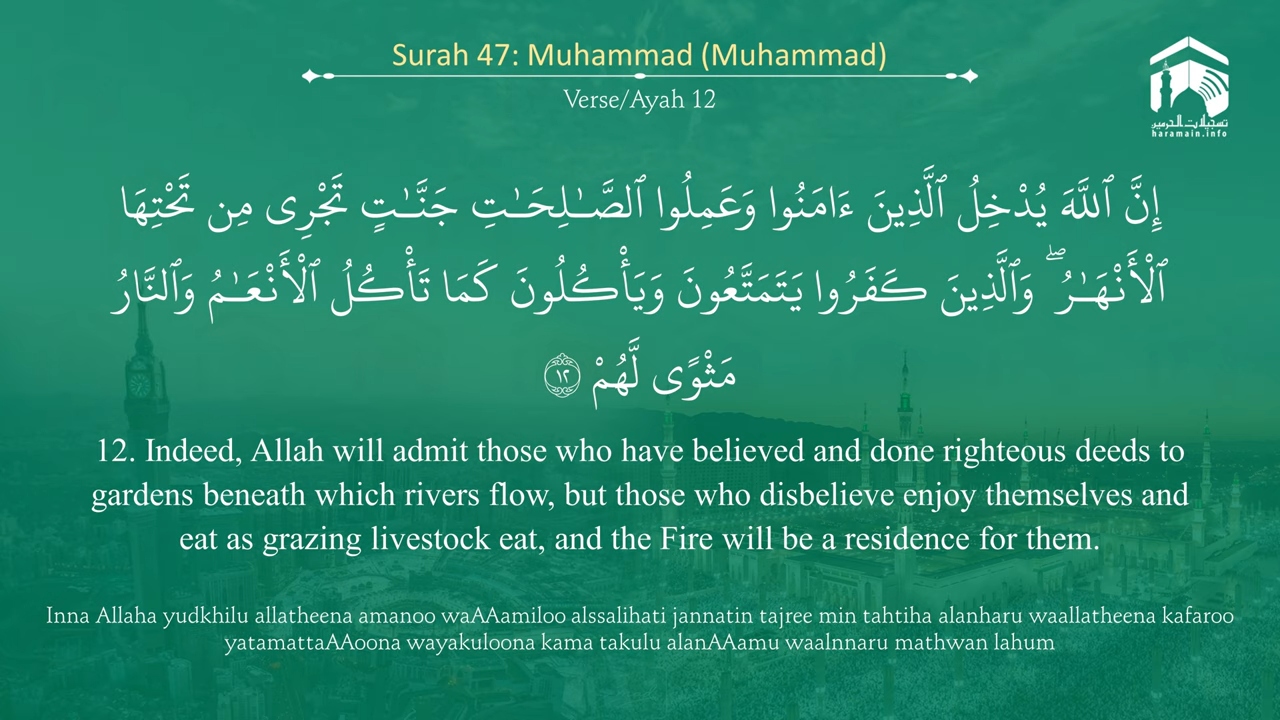 Surah 47: Muhammad (Muhammad)
Verse/Ayah 12
تسجيلات الحرمين
haramain.info
إِنَّ ٱللَّهَ يُدْخِلُ ٱلَّذِينَ ءَامَنُوا وَعَمِلُوا ٱلصَّـٰلِحَـٰتِ جَنَّـٰتٍ تَجْرِى مِن تَحْتِهَا
ٱلْأَنْهَـٰرُ ۖ وَٱلَّذِينَ كَفَرُوا يَتَمَتَّعُونَ وَيَأْكُلُونَ كَمَا تَأْكُلُ ٱلْأَنْعَـٰمُ وَٱلنَّارُ
مَثْوًى لَّهُمْ ١٢
12. Indeed, Allah will admit those who have believed and done righteous deeds to
gardens beneath which rivers flow, but those who disbelieve enjoy themselves and
eat as grazing livestock eat, and the Fire will be a residence for them.
Inna Allaha yudkhilu allatheena amanoo waAAamiloo alssalihati jannatin tajree min tahtiha alanharu waallatheena kafaroo
yatamattaAAoona wayakuloona kama takulu alanAAamu waalnnaru mathwan lahum